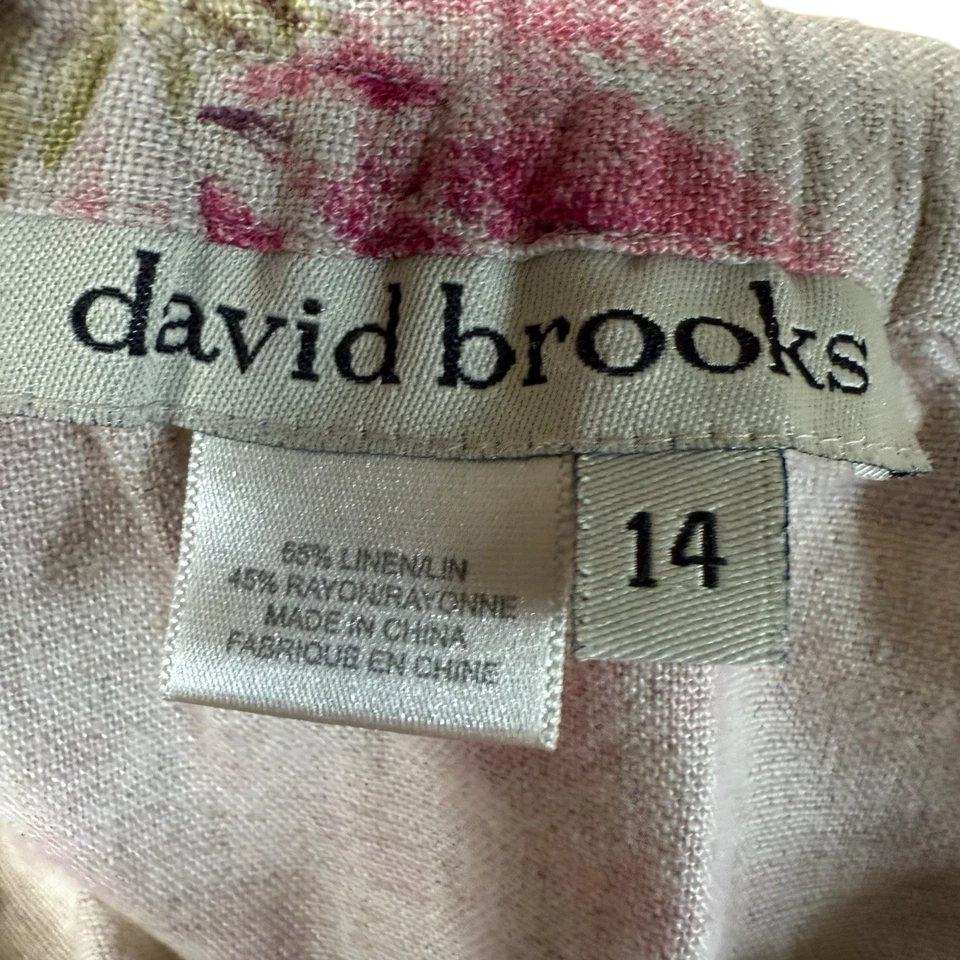 david brooks
14
55% LINEN/LIN
45% RAYON/RAYONNE
MADE IN CHINA
FABRIQUE EN CHINE